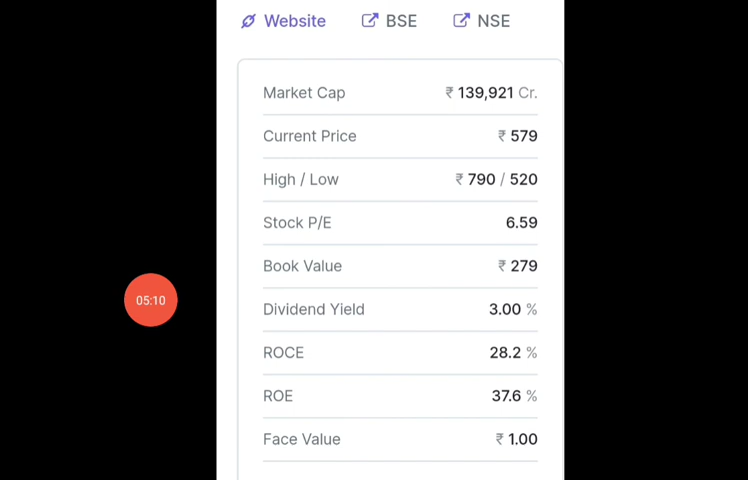 Website BSE NSE
Market Cap ₹ 139,921 Cr.
Current Price ₹ 579
High / Low ₹ 790 / 520
Stock P/E 6.59
05:10
Book Value ₹ 279
Dividend Yield 3.00 %
ROCE 28.2 %
ROE 37.6 %
Face Value ₹ 1.00